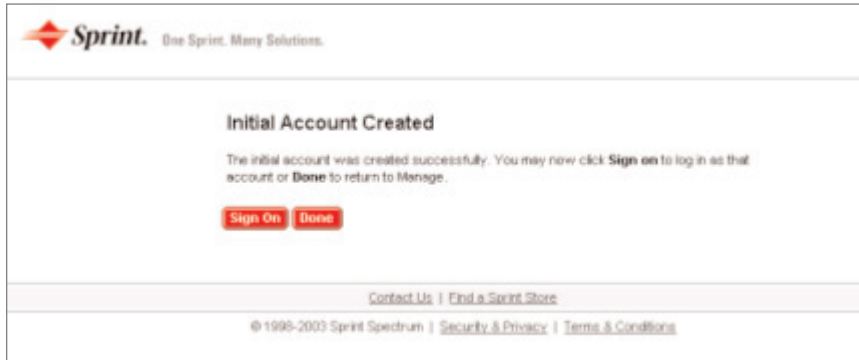 Sprint. One Sprint. Many Solutions.
Initial Account Created
The initial account was created successfully. You may now click Sign on to log in as that
account or Done to return to Manage.
Sign On Done
Contact Us | Find a Sprint Store
© 1998-2003 Sprint Spectrum | Security & Privacy | Terms & Conditions